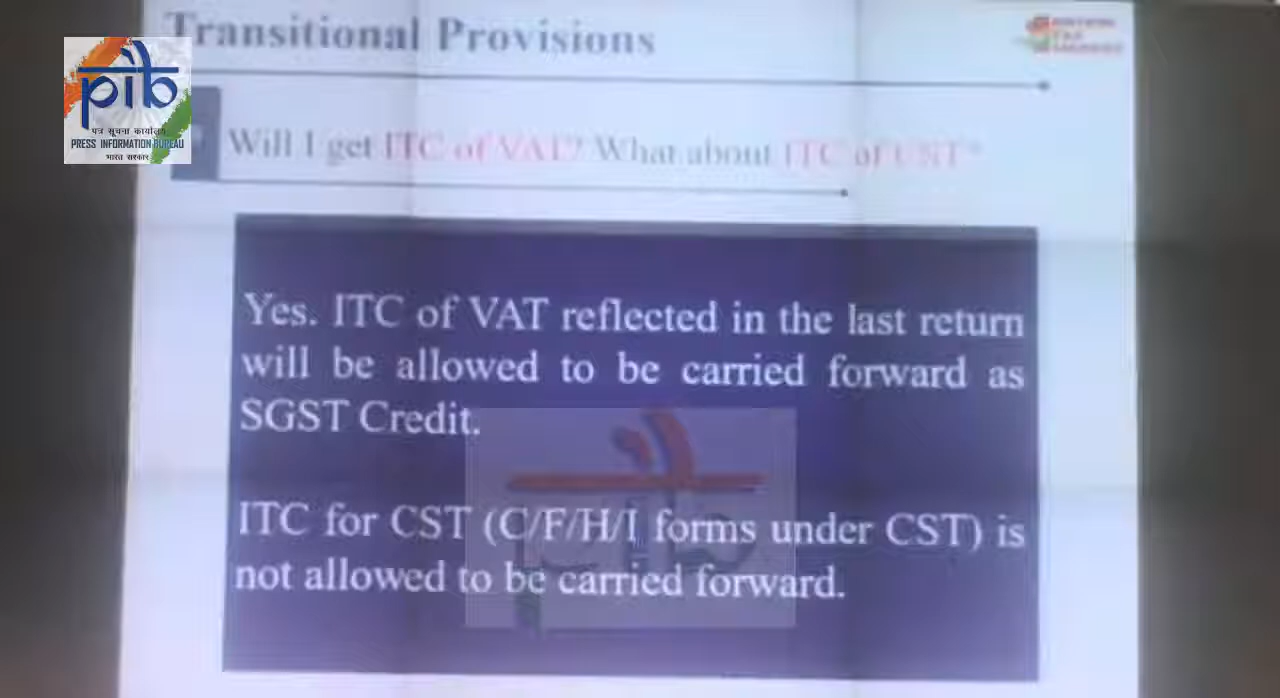 Transitional Provisions
pib
पत्र सूचना कार्यालय
PRESS INFORMATION BUREAU
भारत सरकार
Will I get ITC of VAT? What about ITC of CST?
Yes. ITC of VAT reflected in the last return
will be allowed to be carried forward as
SGST Credit.
ITC for CST (C/F/H/I forms under CST) is
not allowed to be carried forward.
pib